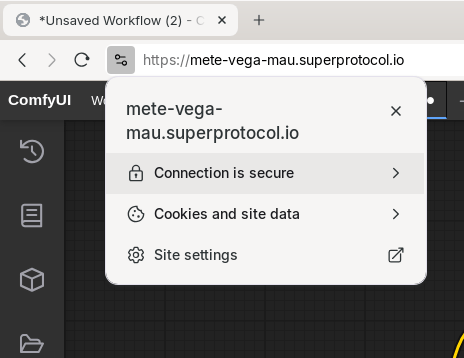 *Unsaved Workflow (2) - C
https://mete-vega-mau.superprotocol.io
ComfyUI
Wo
mete-vega-
mau.superprotocol.io
Connection is secure
Cookies and site data
Site settings